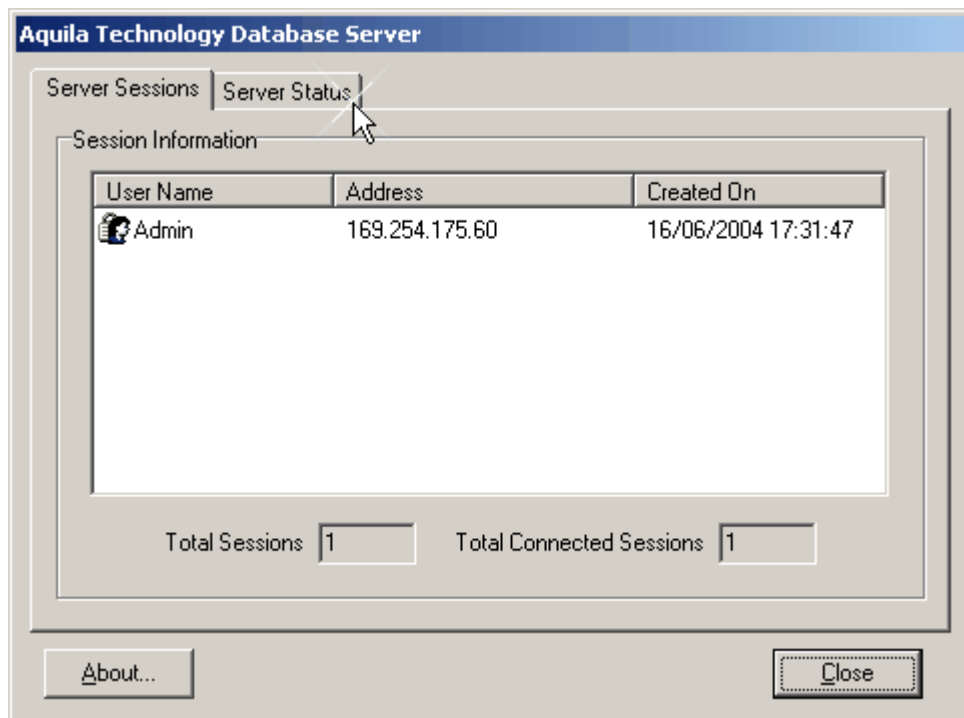 Aquila Technology Database Server
Server Sessions Server Status
Session Information
User Name Address Created On
Admin 169.254.175.60 16/06/2004 17:31:47
Total Sessions 1 Total Connected Sessions 1
About... Close